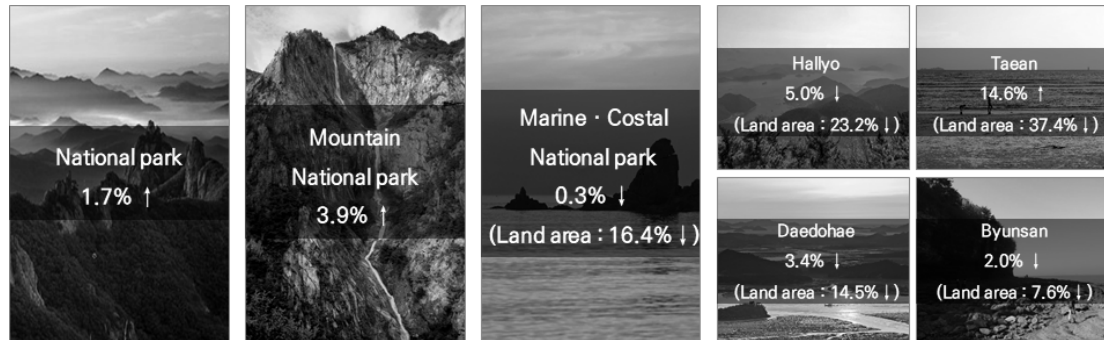 National park
1.7% ↑
Mountain
National park
3.9% ↑
Marine · Costal
National park
0.3% ↓
(Land area : 16.4% ↓)
Hallyo
5.0% ↓
(Land area : 23.2% ↓)
Taean
14.6% ↑
(Land area : 37.4% ↓)
Daedohae
3.4% ↓
(Land area : 14.5% ↓)
Byunsan
2.0% ↓
(Land area : 7.6% ↓)